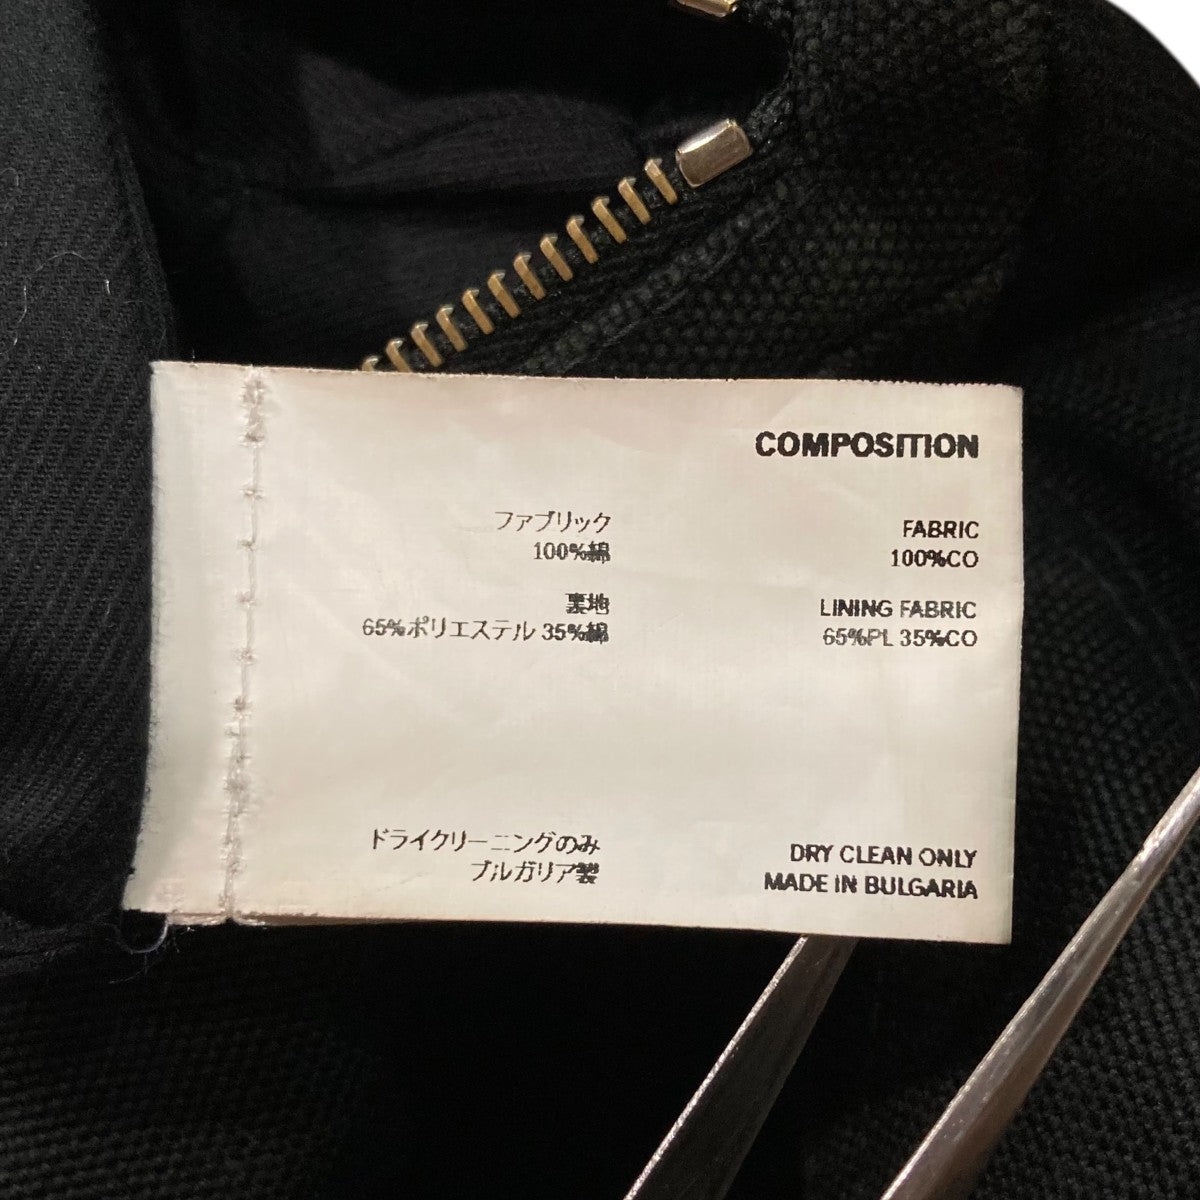 COMPOSITION
ファブリック
100%綿
裏地
65%ポリエステル 35%綿
ドライクリーニングのみ
ブルガリア製
FABRIC
100%CO
LINING FABRIC
65%PL 35%CO
DRY CLEAN ONLY
MADE IN BULGARIA